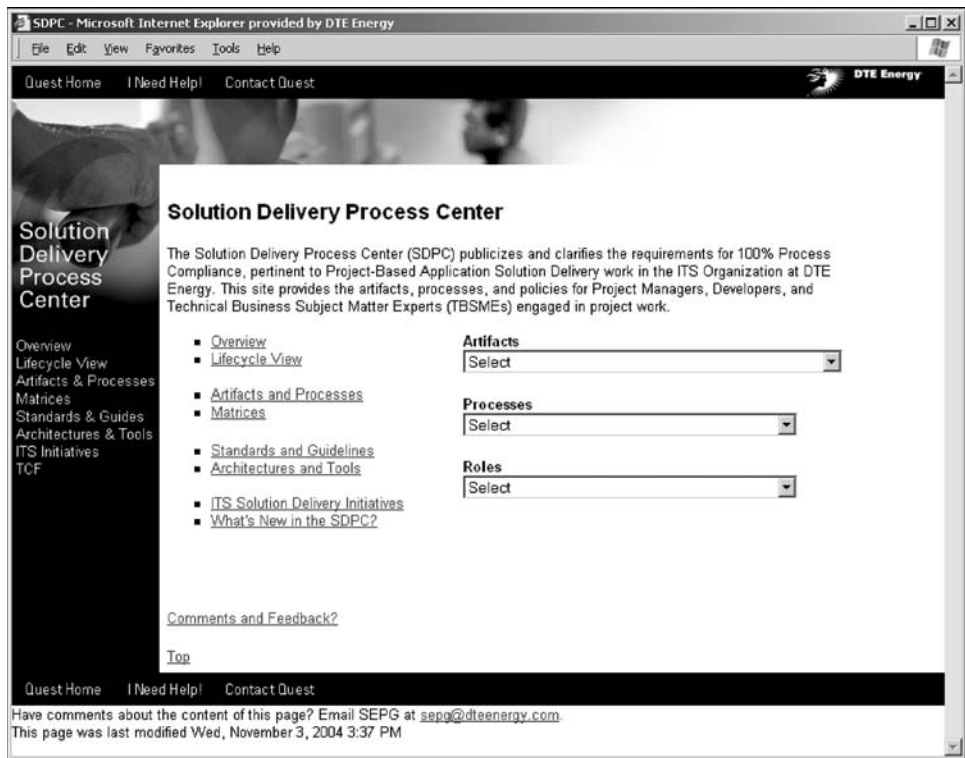 SDPC - Microsoft Internet Explorer provided by DTE Energy
File Edit View Favorites Tools Help
Quest Home I Need Help! Contact Quest
DTE Energy
Solution
Delivery
Process
Center
Overview
Lifecycle View
Artifacts & Processes
Matrices
Standards & Guides
Architectures & Tools
ITS Initiatives
TCF
Solution Delivery Process Center
The Solution Delivery Process Center (SDPC) publicizes and clarifies the requirements for 100% Process
Compliance, pertinent to Project-Based Application Solution Delivery work in the ITS Organization at DTE
Energy. This site provides the artifacts, processes, and policies for Project Managers, Developers, and
Technical Business Subject Matter Experts (TBSMEs) engaged in project work.
Overview
Lifecycle View
Artifacts and Processes
Matrices
Standards and Guidelines
Architectures and Tools
ITS Solution Delivery Initiatives
What's New in the SDPC?
Artifacts
Select
Processes
Select
Roles
Select
Comments and Feedback?
Top
Quest Home I Need Help! Contact Quest
Have comments about the content of this page? Email SEPG at sepg@dteenergy.com.
This page was last modified Wed, November 3, 2004 3:37 PM